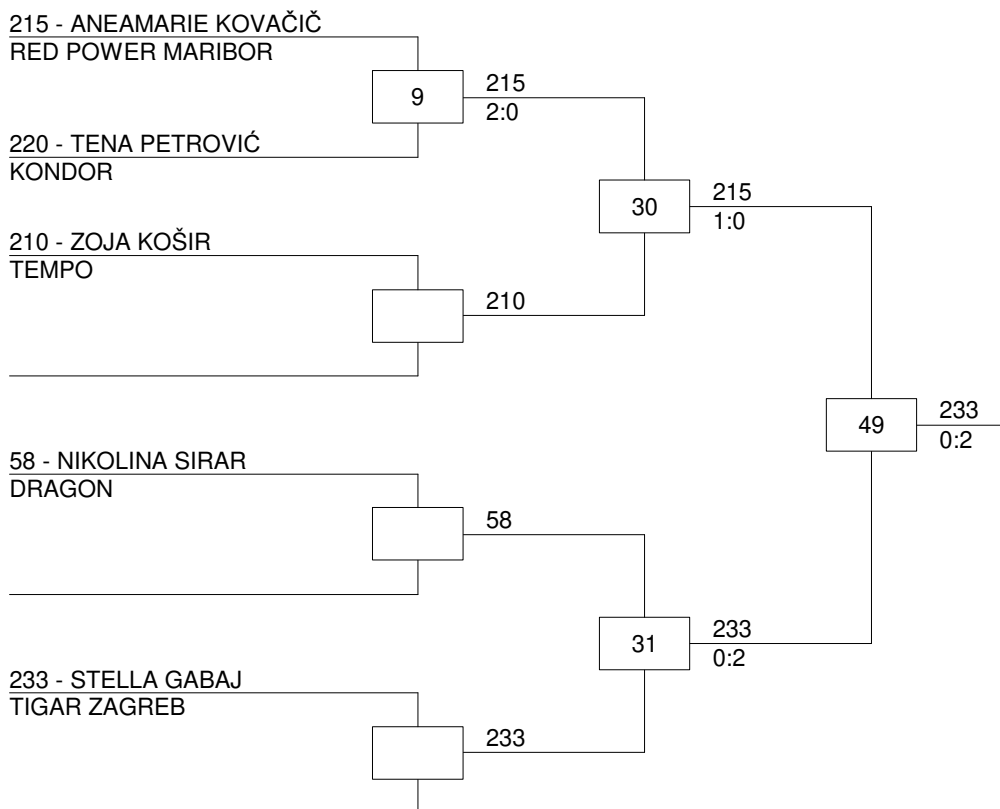 215 - ANEAMARIE KOVAČIČ
RED POWER MARIBOR
9
215
2:0
220 - TENA PETROVIĆ
KONDOR
30
215
1:0
210 - ZOJA KOŠIR
TEMPO
210
49
233
0:2
58 - NIKOLINA SIRAR
DRAGON
58
31
233
0:2
233 - STELLA GABAJ
TIGAR ZAGREB
233